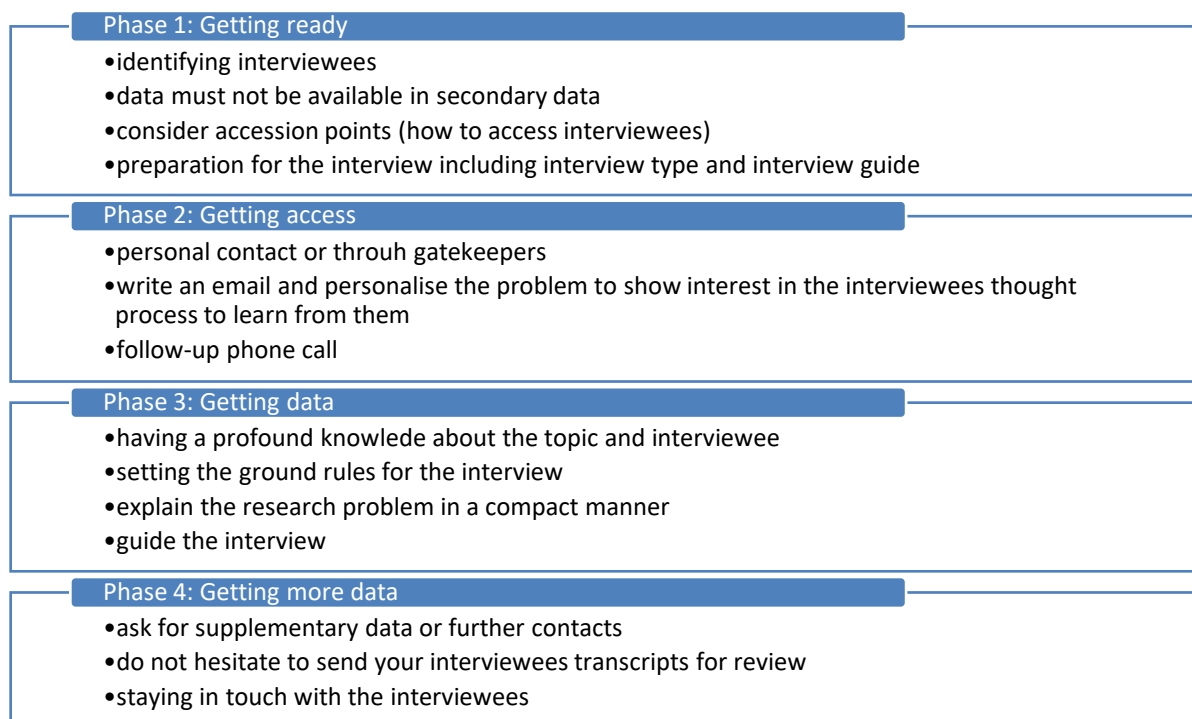 Phase 1: Getting ready
•identifying interviewees
•data must not be available in secondary data
•consider accession points (how to access interviewees)
•preparation for the interview including interview type and interview guide
Phase 2: Getting access
•personal contact or throuh gatekeepers
•write an email and personalise the problem to show interest in the interviewees thought
process to learn from them
•follow-up phone call
Phase 3: Getting data
•having a profound knowlede about the topic and interviewee
•setting the ground rules for the interview
•explain the research problem in a compact manner
•guide the interview
Phase 4: Getting more data
•ask for supplementary data or further contacts
•do not hesitate to send your interviewees transcripts for review
•staying in touch with the interviewees